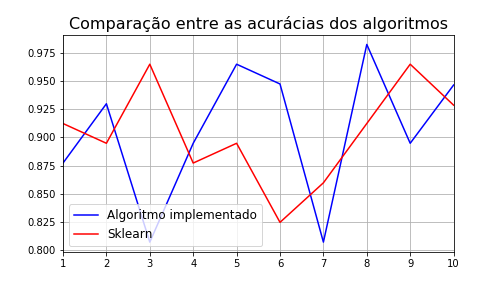 Comparação entre as acurácias dos algoritmos
0.975
0.950
0.925
0.900
0.875
0.850
0.825
0.800
Algoritmo implementado
Sklearn
1 2 3 4 5 6 7 8 9 10